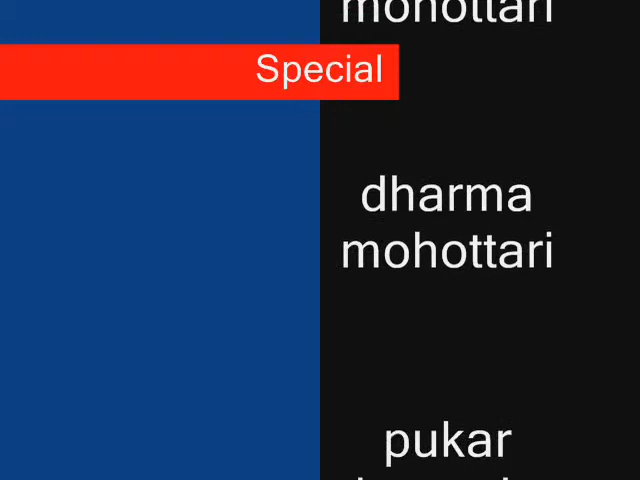 mohottari
Special
dharma
mohottari
pukar